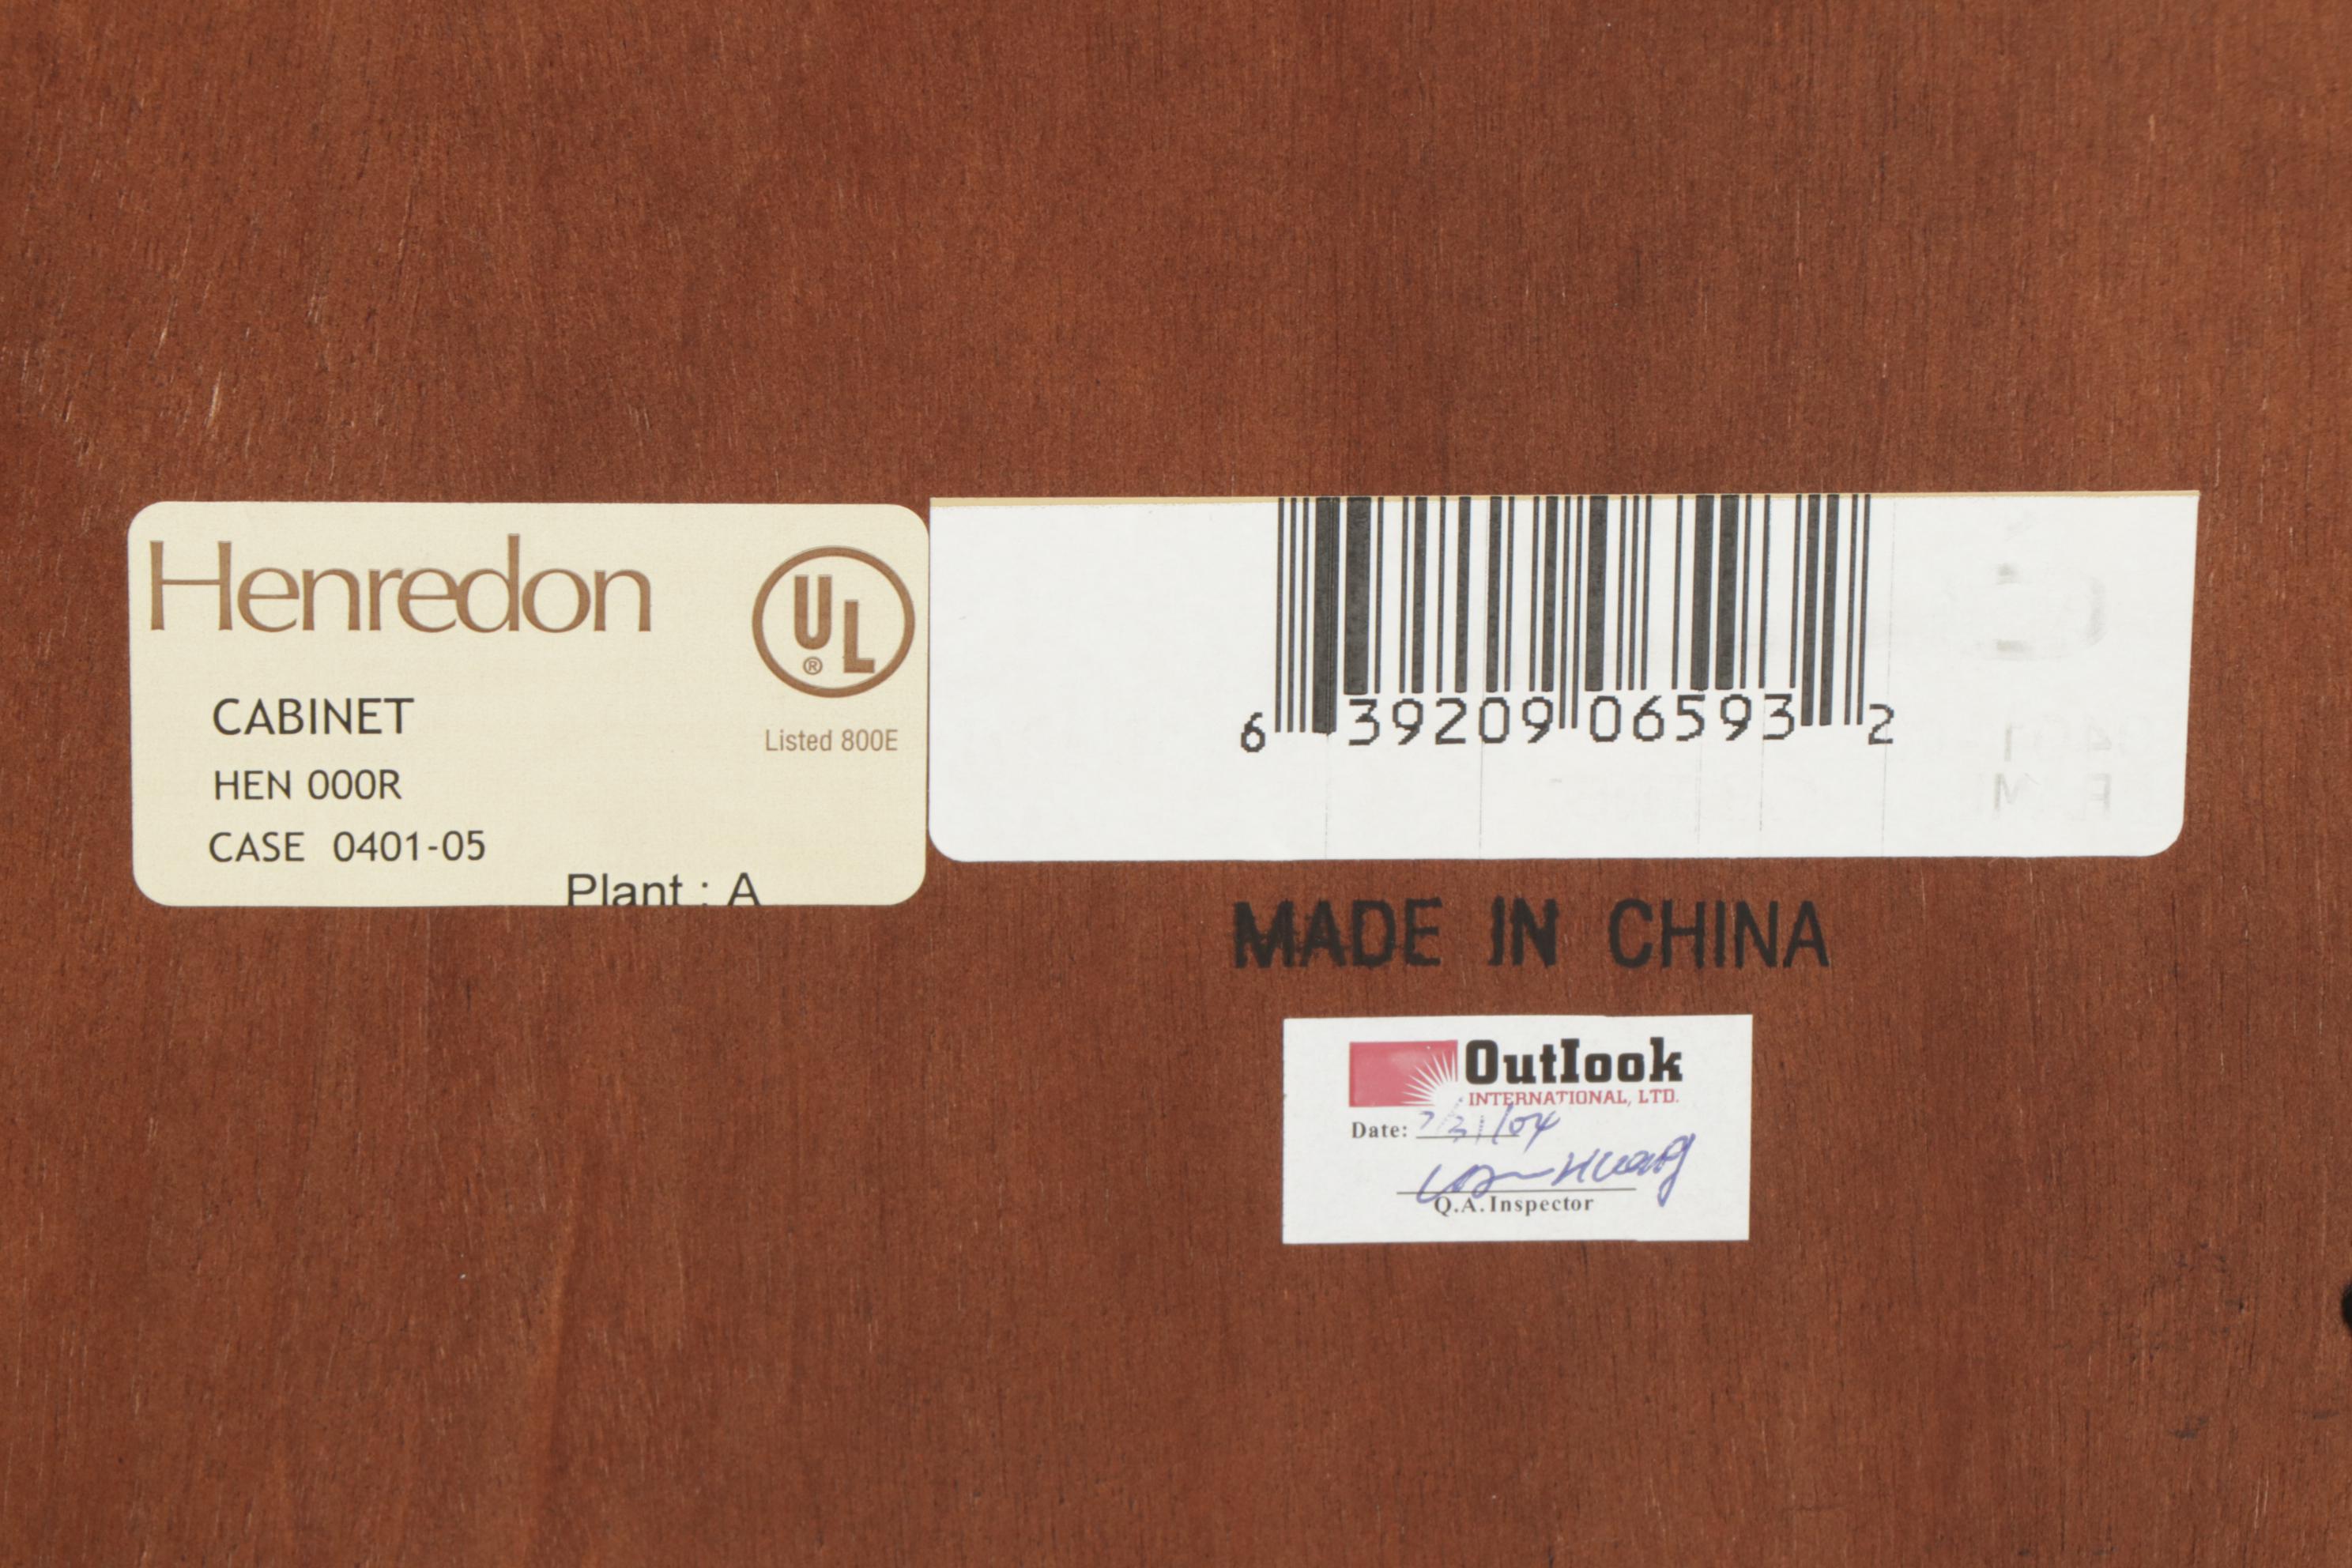 Henredon
UL
®
Listed 800E
CABINET
HEN 000R
CASE 0401-05
Plant : A
6 39209 06593 2
MADE IN CHINA
Outlook
INTERNATIONAL, LTD.
Date: 7/31/04
Huang
Q.A. Inspector